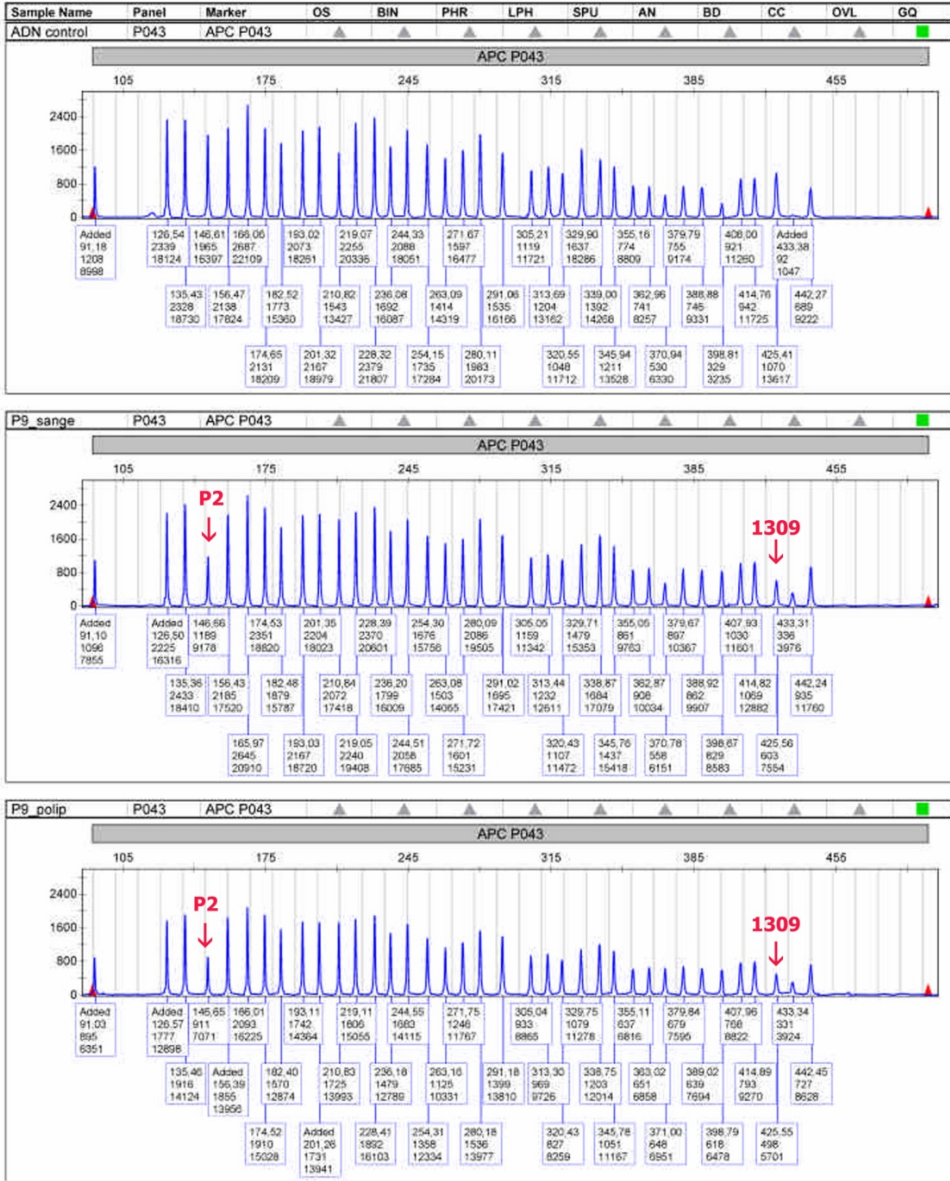 Sample Name Panel Marker OS BIN PHR LPH SPU AN BD CC OVL GQ
ADN control P043 APC P043
APC P043
105 175 245 315 385 455
2400
1600
800
0
Added 126,54 146,61 166,06 193,02 219,07 244,33 271,67 305,21 329,90 355,16 379,79 408,00 Added
91,18 2339 1965 2687 2073 2255 2088 1597 1119 1637 774 755 921 433,38
1208 18124 16397 22109 18261 20336 18051 16477 11721 18286 8809 9174 11260 92
8998 1047
135,43 156,47 182,52 210,82 236,08 263,09 291,06 313,69 339,00 362,96 388,88 414,76 442,27
2328 2138 1773 1543 1692 1414 1535 1204 1392 741 745 942 689
18730 17824 15360 13427 16087 14319 16166 13162 14268 8257 9331 11725 9222
174,65 201,32 228,32 254,15 280,11 320,55 345,94 370,94 398,81 425,41
2131 2167 2379 1735 1983 1048 1211 530 329 1070
18209 18979 21807 17284 20173 11712 13528 6330 3235 13617
P9_sange P043 APC P043
APC P043
105 175 245 315 385 455
2400
1600
800
0
P2
1309
Added Added 146,66 174,53 201,35 228,39 254,30 280,09 305,05 329,71 355,05 379,67 407,93 433,31
91,10 126,50 1189 2351 2204 2370 1676 2086 1159 1479 861 897 1030 336
1096 2225 9178 18820 18023 20601 15756 19505 11342 15353 9763 10367 11601 3976
7855 16316
135,36 156,43 182,48 210,84 236,20 263,08 291,02 313,44 338,87 362,87 388,92 414,82 442,24
2433 2185 1879 2072 1799 1503 1695 1232 1684 908 862 1069 935
18410 17520 15787 17418 16009 14065 17421 12611 17079 10034 9907 12882 11760
165,97 193,03 219,05 244,51 271,72 320,43 345,76 370,78 398,67 425,56
2645 2167 2240 2058 1601 1107 1437 558 829 603
20910 18720 19408 17685 15231 11472 15418 6151 8583 7554
P9_polip P043 APC P043
APC P043
105 175 245 315 385 455
2400
1600
800
0
P2
1309
Added Added 146,65 166,01 193,11 219,11 244,55 271,75 305,04 329,75 355,11 379,84 407,96 433,34
91,03 126,57 911 2093 1742 1806 1683 1246 933 1079 637 679 768 331
895 1777 7071 16225 14364 15055 14115 11767 8865 11278 6816 7595 8822 3924
6351 12898
135,46 Added 182,40 210,83 236,18 263,16 291,18 313,30 338,75 363,02 389,02 414,89 442,45
1916 156,39 1570 1725 1479 1125 1399 969 1203 651 639 793 727
14124 1855 12874 13993 12789 10331 13810 9726 12014 6858 7694 9270 8628
13956
174,52 Added 228,41 254,31 280,18 320,43 345,78 371,00 398,79 425,55
1910 201,26 1892 1358 1536 827 1051 648 618 498
15028 1731 16103 12334 13977 8259 11167 6951 6478 5701
13941